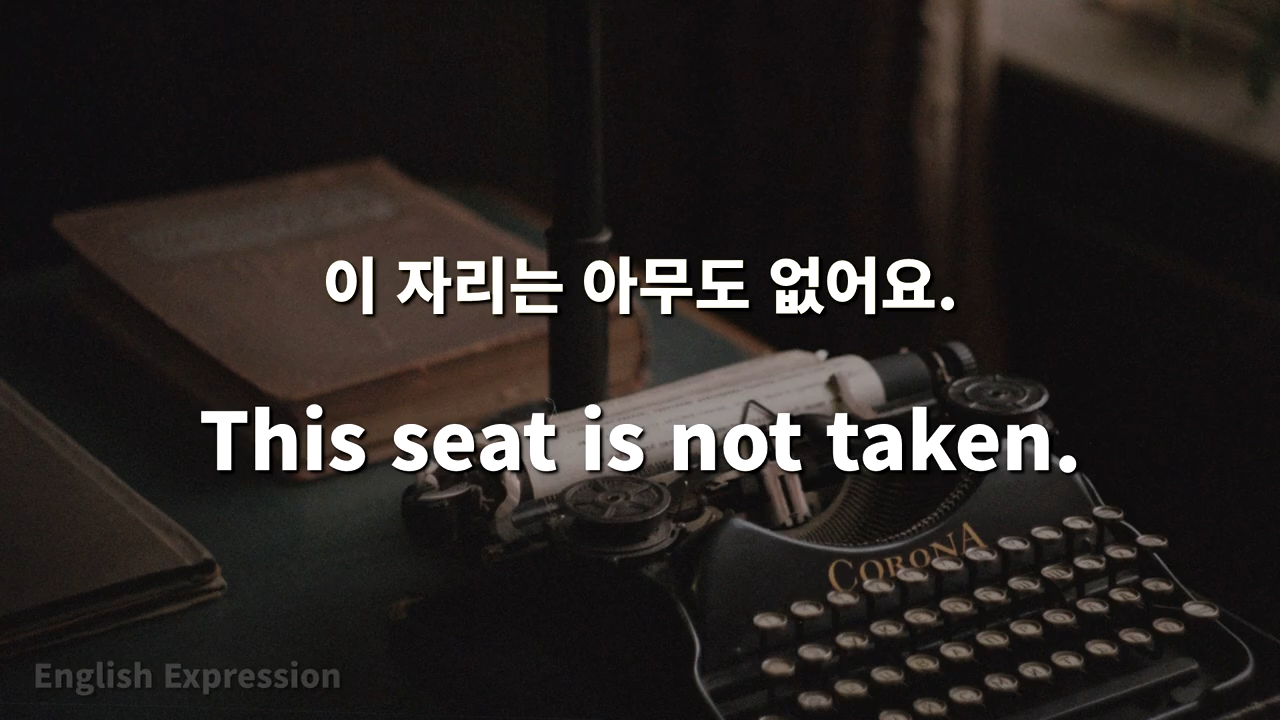 이 자리는 아무도 없어요.
This seat is not taken.
CORONA
English Expression